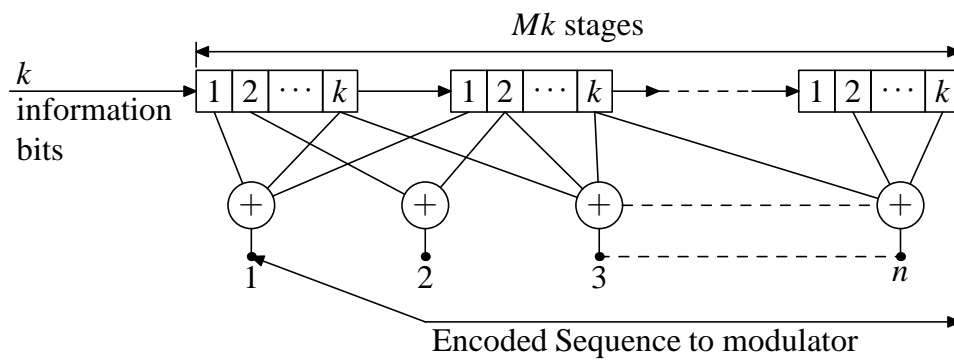 Mk stages
k
information
bits
1 2 ··· k
1 2 ··· k
1 2 ··· k
+ + + +
1 2 3 n
Encoded Sequence to modulator